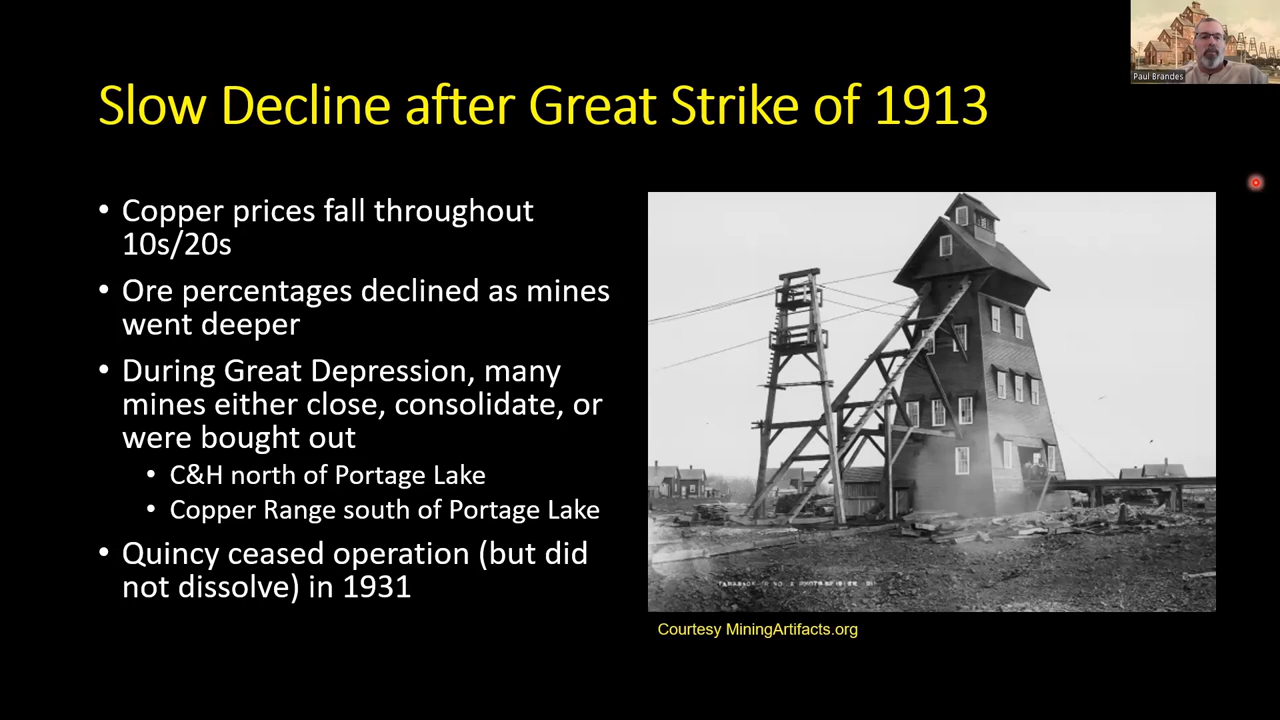 Paul Brandes
Slow Decline after Great Strike of 1913
• Copper prices fall throughout
10s/20s
• Ore percentages declined as mines
went deeper
• During Great Depression, many
mines either close, consolidate, or
were bought out
• C&H north of Portage Lake
• Copper Range south of Portage Lake
• Quincy ceased operation (but did
not dissolve) in 1931
Courtesy MiningArtifacts.org